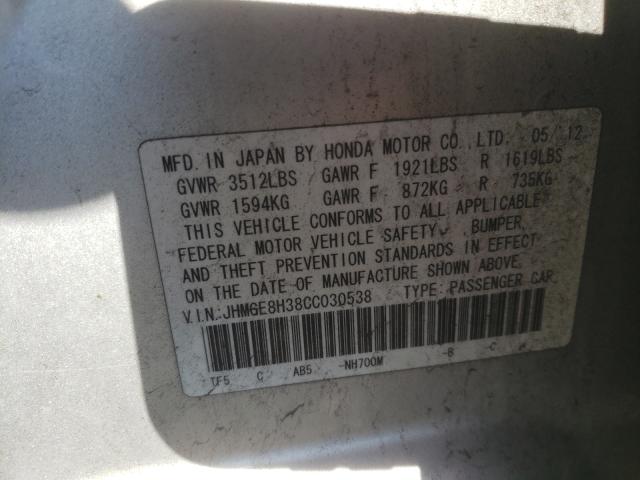 MFD. IN JAPAN BY HONDA MOTOR CO., LTD. 05/12
GVWR 3512LBS GAWR F 1921LBS R 1619LBS
GVWR 1594KG GAWR F 872KG R 735KG
THIS VEHICLE CONFORMS TO ALL APPLICABLE
FEDERAL MOTOR VEHICLE SAFETY, BUMPER,
AND THEFT PREVENTION STANDARDS IN EFFECT
ON THE DATE OF MANUFACTURE SHOWN ABOVE.
V.I.N.:JHMGE8H38CC030538 TYPE: PASSENGER CAR
TF5 C AB5 -NH700M -B -C